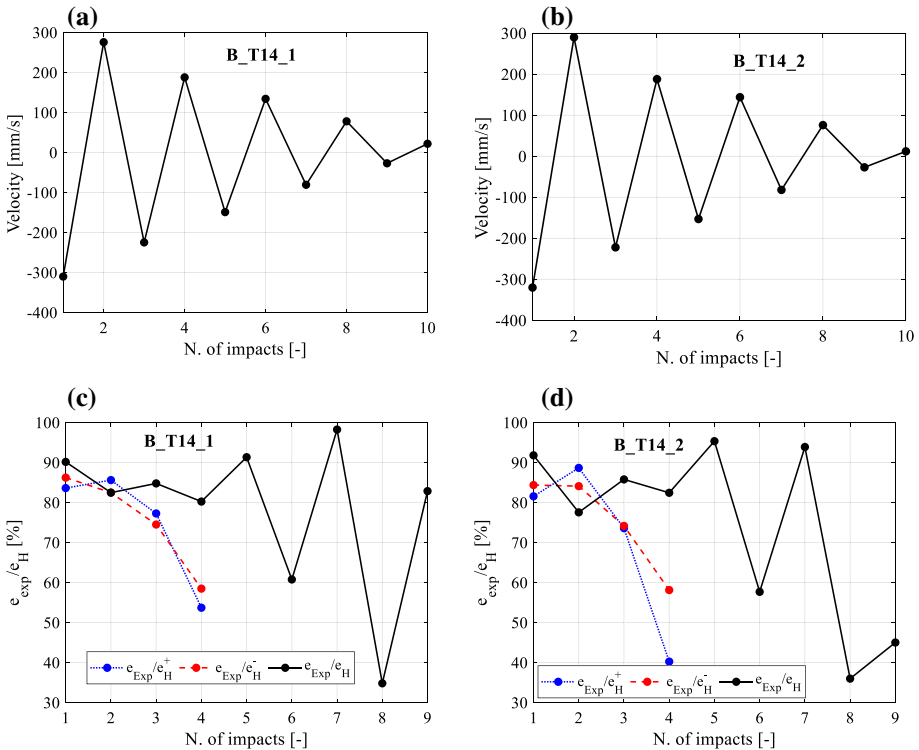 (a)
B_T14_1
Velocity [mm/s]
300
200
100
0
-100
-200
-300
-400
2
4
6
8
10
N. of impacts [-]
(b)
B_T14_2
Velocity [mm/s]
300
200
100
0
-100
-200
-300
-400
2
4
6
8
10
N. of impacts [-]
(c)
B_T14_1
e_exp/e_H [%]
100
90
80
70
60
50
40
30
e_Exp/e_H^+
e_Exp/e_H^-
e_Exp/e_H
1
2
3
4
5
6
7
8
9
N. of impacts [-]
(d)
B_T14_2
e_exp/e_H [%]
100
90
80
70
60
50
40
30
e_Exp/e_H^+
e_Exp/e_H^-
e_Exp/e_H
1
2
3
4
5
6
7
8
9
N. of impacts [-]